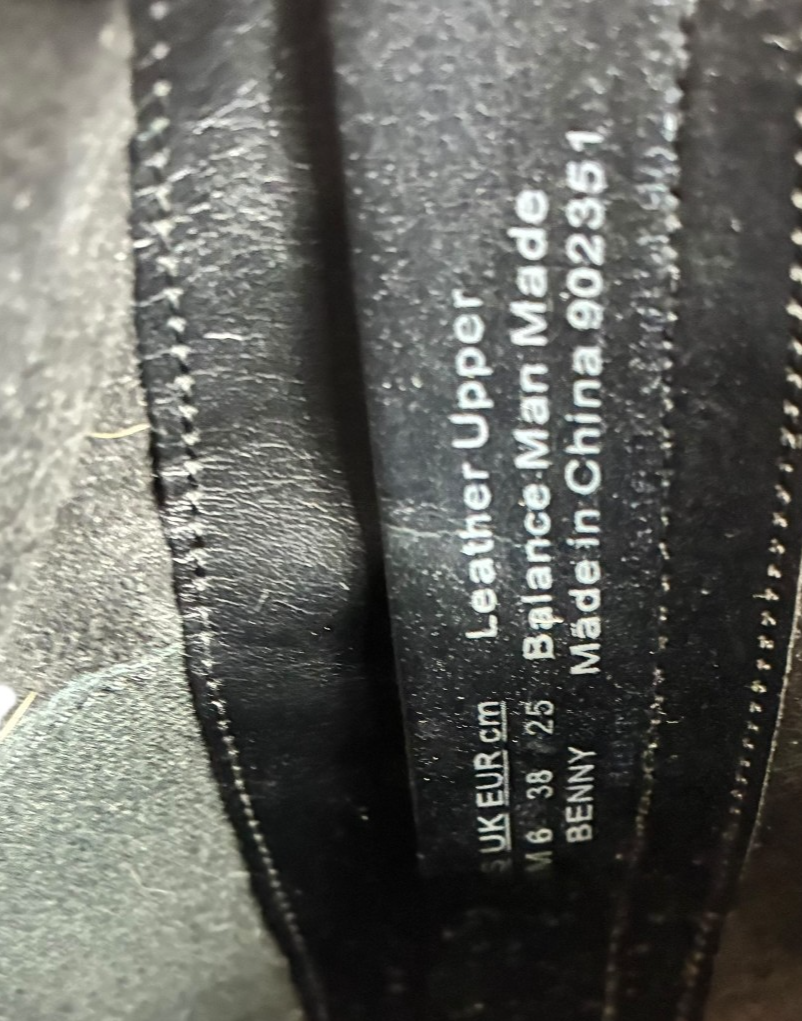 S UK EUR cm Leather Upper
M 6 38 25 Balance Man Made
BENNY Made in China 902351